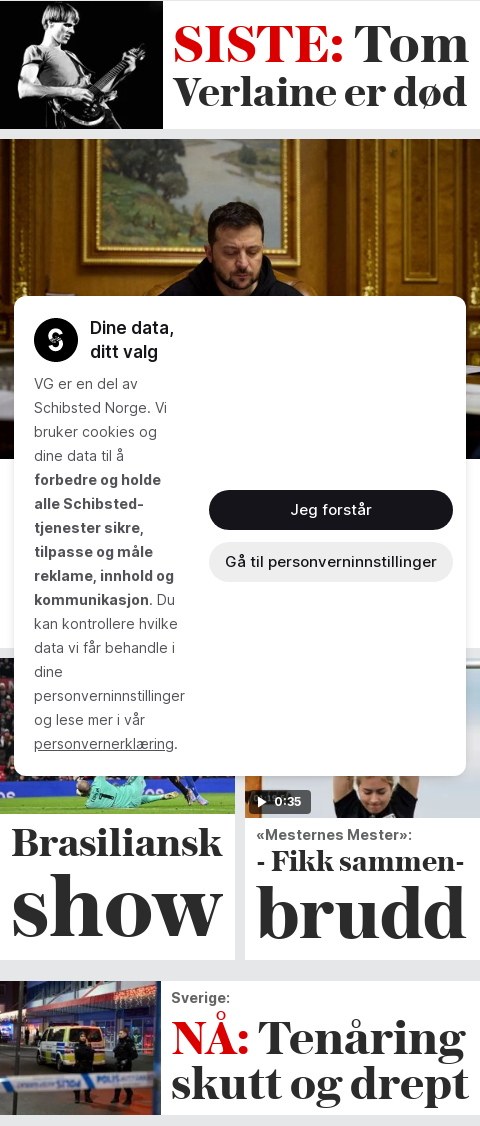 SISTE: Tom
Verlaine er død
Dine data,
ditt valg
VG er en del av
Schibsted Norge. Vi
bruker cookies og
dine data til å
forbedre og holde
alle Schibsted-
tjenester sikre,
tilpasse og måle
reklame, innhold og
kommunikasjon. Du
kan kontrollere hvilke
data vi får behandle i
dine
personverninnstillinger
og lese mer i vår
personvernerklæring.
Jeg forstår
Gå til personverninnstillinger
0:35
Brasiliansk
show
«Mesternes Mester»:
- Fikk sammen-
brudd
Sverige:
NÅ: Tenåring
skutt og drept